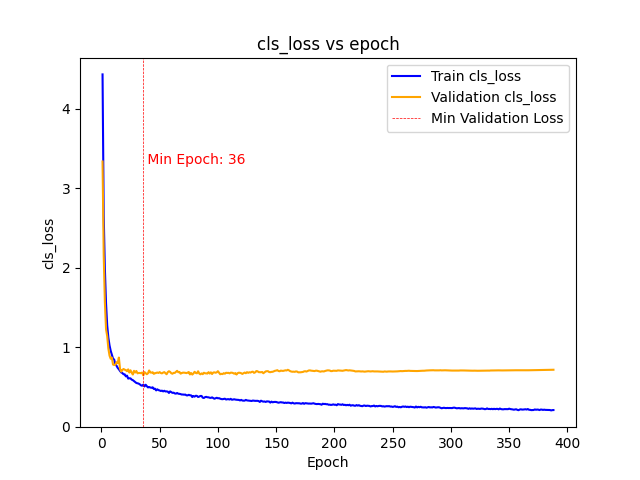 cls_loss vs epoch
Train cls_loss
Validation cls_loss
Min Validation Loss
Min Epoch: 36
cls_loss
4
3
2
1
0
0 50 100 150 200 250 300 350 400
Epoch